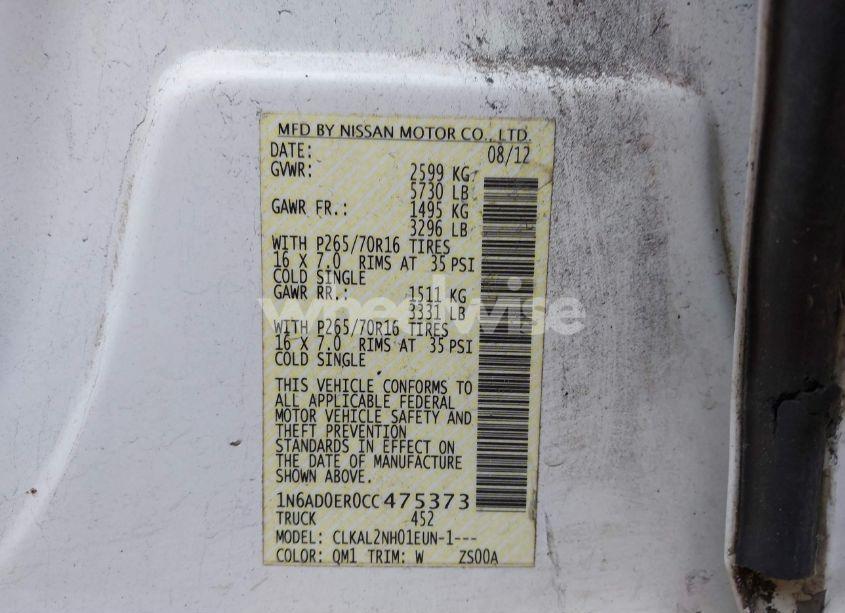 MFD BY NISSAN MOTOR CO., LTD.
DATE: 08/12
GVWR: 2599 KG
5730 LB
GAWR FR.: 1495 KG
3296 LB
WITH P265/70R16 TIRES
16 X 7.0 RIMS AT 35 PSI
COLD SINGLE
GAWR RR.: 1511 KG
3331 LB
WITH P265/70R16 TIRES
16 X 7.0 RIMS AT 35 PSI
COLD SINGLE
THIS VEHICLE CONFORMS TO
ALL APPLICABLE FEDERAL
MOTOR VEHICLE SAFETY AND
THEFT PREVENTION
STANDARDS IN EFFECT ON
THE DATE OF MANUFACTURE
SHOWN ABOVE.
1N6AD0ER0CC475373
TRUCK 452
MODEL: CLKAL2NH01EUN-1---
COLOR: QM1 TRIM: W ZS00A
wheelwise